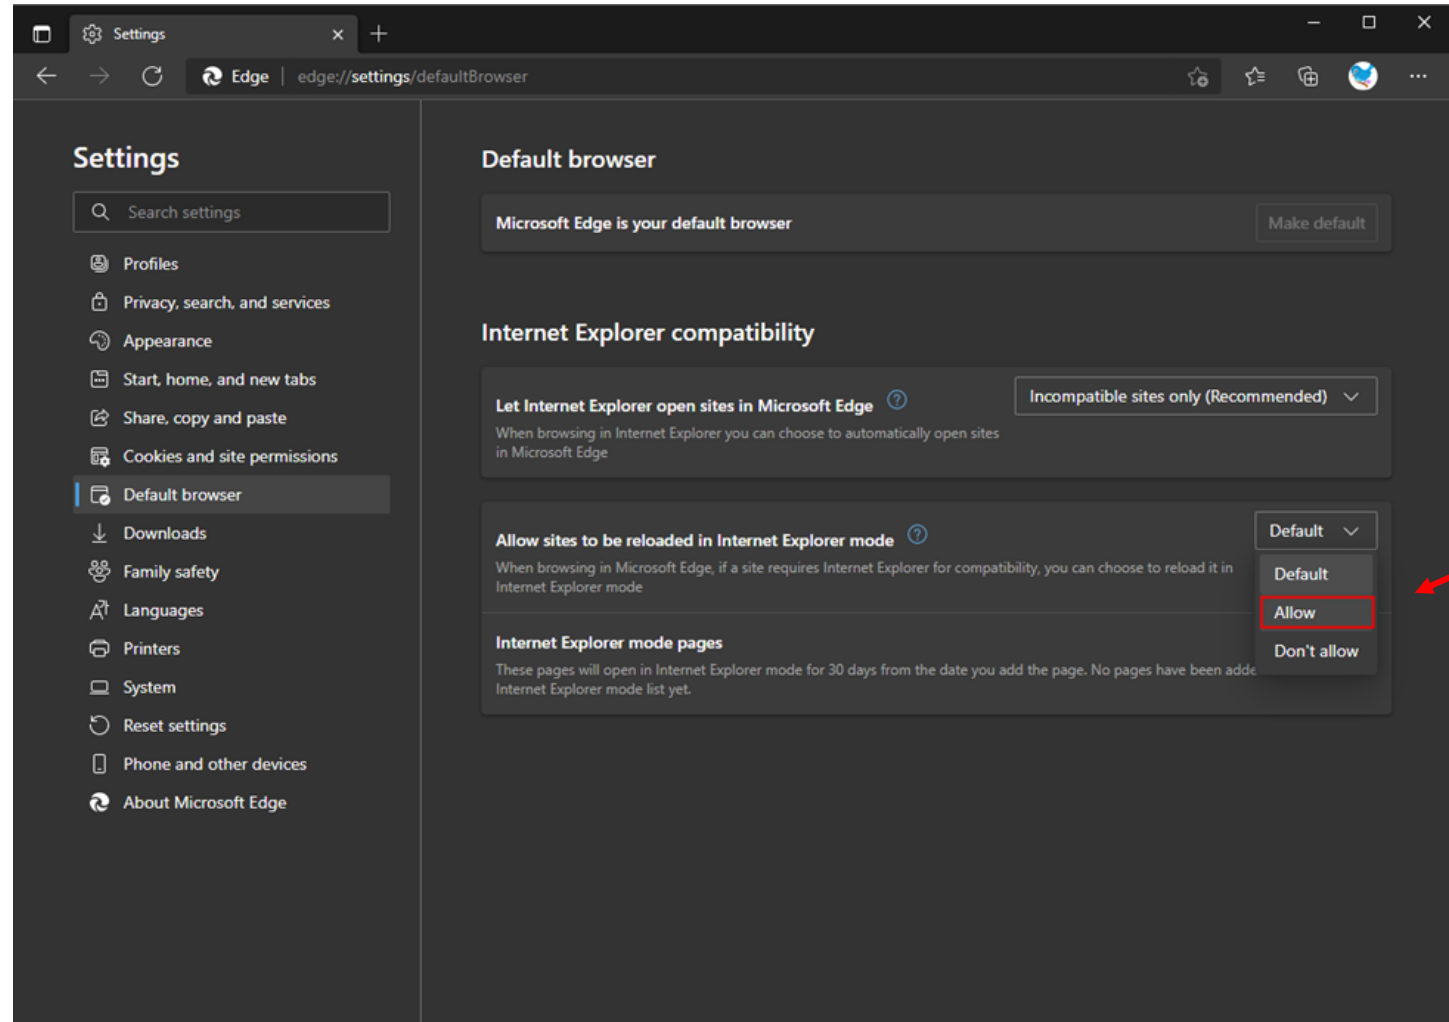 Settings
Edge | edge://settings/defaultBrowser
Settings
Search settings
Profiles
Privacy, search, and services
Appearance
Start, home, and new tabs
Share, copy and paste
Cookies and site permissions
Default browser
Downloads
Family safety
Languages
Printers
System
Reset settings
Phone and other devices
About Microsoft Edge
Default browser
Microsoft Edge is your default browser
Make default
Internet Explorer compatibility
Let Internet Explorer open sites in Microsoft Edge
Incompatible sites only (Recommended)
When browsing in Internet Explorer you can choose to automatically open sites
in Microsoft Edge
Allow sites to be reloaded in Internet Explorer mode
Default
When browsing in Microsoft Edge, if a site requires Internet Explorer for compatibility, you can choose to reload it in
Internet Explorer mode
Default
Allow
Don't allow
Internet Explorer mode pages
These pages will open in Internet Explorer mode for 30 days from the date you add the page. No pages have been
Internet Explorer mode list yet.